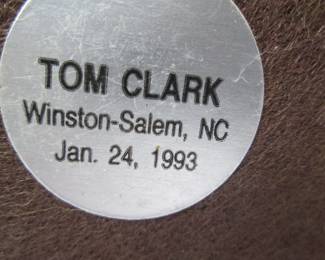 TOM CLARK
Winston-Salem, NC
Jan. 24, 1993